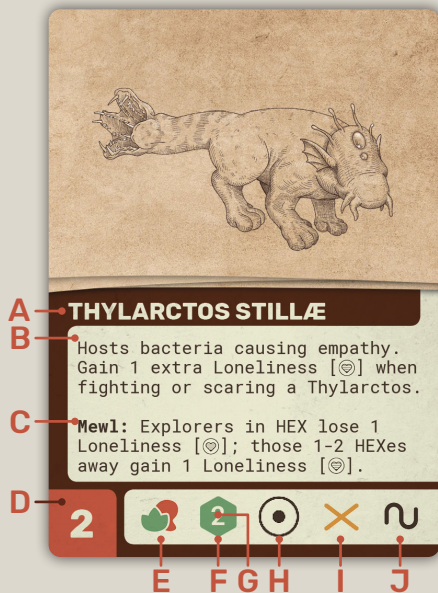 A
THYLARCTOS STILLÆ
B
Hosts bacteria causing empathy.
Gain 1 extra Loneliness [] when
fighting or scaring a Thylarctos.
C
Mewl: Explorers in HEX lose 1
Loneliness []; those 1-2 HEXes
away gain 1 Loneliness [].
D
2
2
E F G H I J